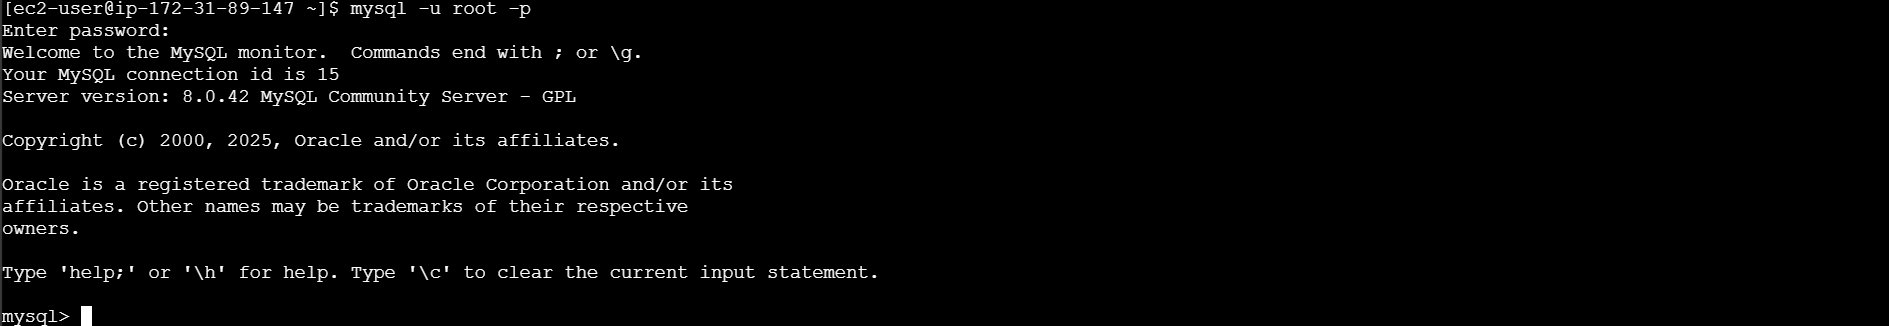 [ec2-user@ip-172-31-89-147 ~]$ mysql -u root -p
Enter password:
Welcome to the MySQL monitor.  Commands end with ; or \g.
Your MySQL connection id is 15
Server version: 8.0.42 MySQL Community Server - GPL
Copyright (c) 2000, 2025, Oracle and/or its affiliates.
Oracle is a registered trademark of Oracle Corporation and/or its
affiliates. Other names may be trademarks of their respective
owners.
Type 'help;' or '\h' for help. Type '\c' to clear the current input statement.
mysql>